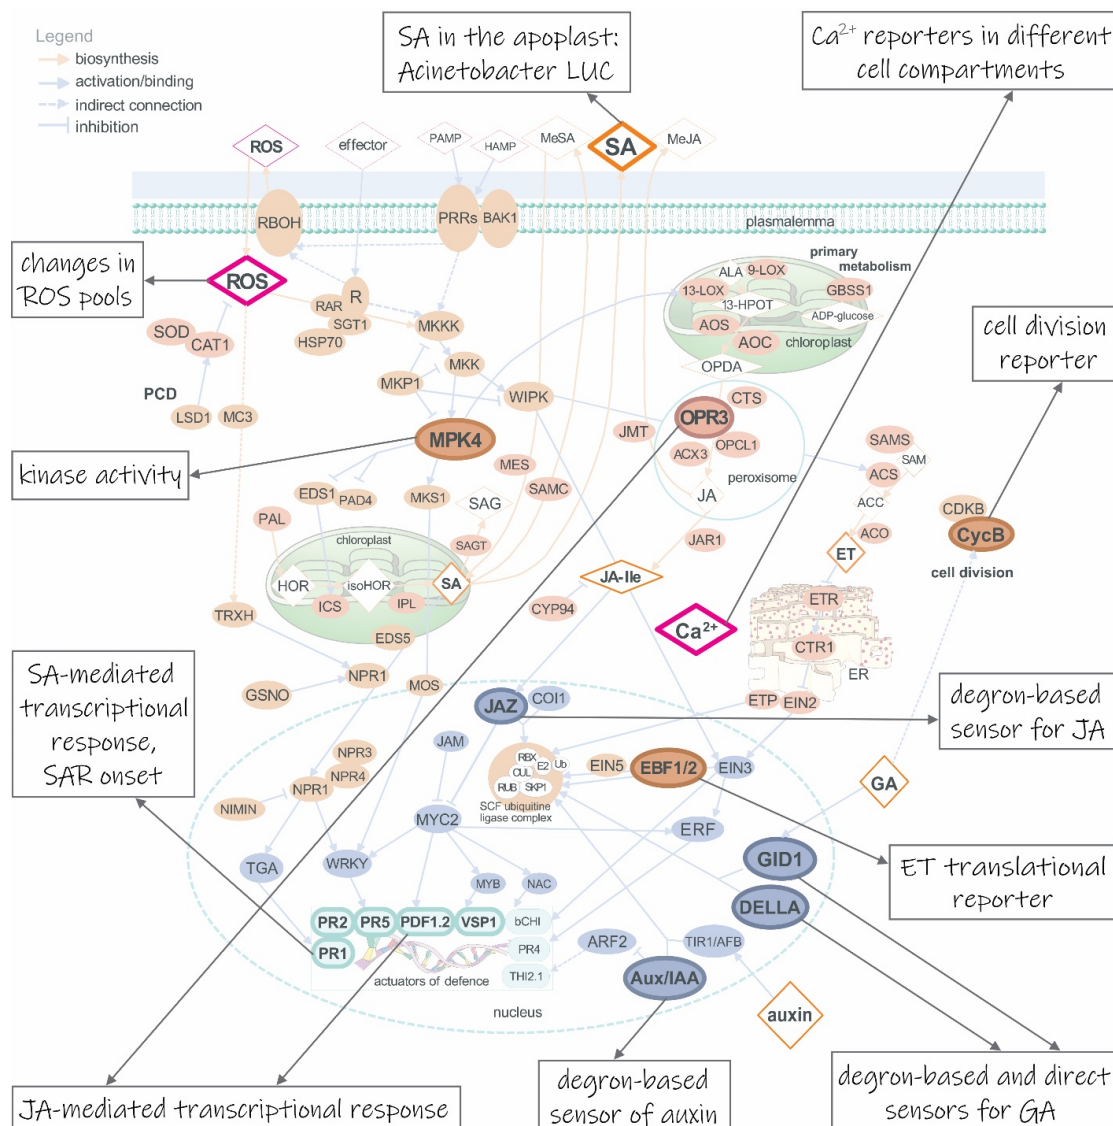 Legend
biosynthesis
activation/binding
indirect connection
inhibition
SA in the apoplast:
Acinetobacter LUC
Ca²⁺ reporters in different
cell compartments
ROS
effector
PAMP
HAMP
MeSA
SA
MeJA
RBOH
PRRs
BAK1
plasmalemma
changes in
ROS pools
ROS
R
RAR
SGT1
HSP70
MKKK
SOD
CAT1
MKK
MKP1
WIPK
PCD
LSD1
MC3
primary
metabolism
ALA
9-LOX
13-LOX
GBSS1
13-HPOT
ADP-glucose
AOS
AOC
chloroplast
OPDA
cell division
reporter
CTS
OPR3
JMT
OPCL1
ACX3
peroxisome
JA
MPK4
kinase activity
MES
SAMC
SAMS
SAM
ACS
ACC
ACO
ET
CDKB
CycB
cell division
EDS1
PAD4
MKS1
SAG
PAL
SAGT
chloroplast
HOR
isoHOR
SA
ICS
IPL
EDS5
JAR1
JA-Ile
CYP94
Ca²⁺
ETR
CTR1
ER
ETP
EIN2
TRXH
NPR1
GSNO
MOS
SA-mediated
transcriptional
response,
SAR onset
JAZ
COI1
degron-based
sensor for JA
JAM
RBX
E2
Ub
CUL
RUB
SKP1
SCF ubiquitine
ligase complex
EIN5
EBF1/2
EIN3
GA
NPR3
NPR4
NPR1
NIMIN
MYC2
ERF
TGA
WRKY
MYB
NAC
GID1
DELLA
ET translational
reporter
PR2
PR5
PDF1.2
VSP1
bCHI
PR1
PR4
THI2.1
actuators of defence
ARF2
TIR1/AFB
Aux/IAA
nucleus
auxin
JA-mediated transcriptional response
degron-based
sensor of auxin
degron-based and direct
sensors for GA